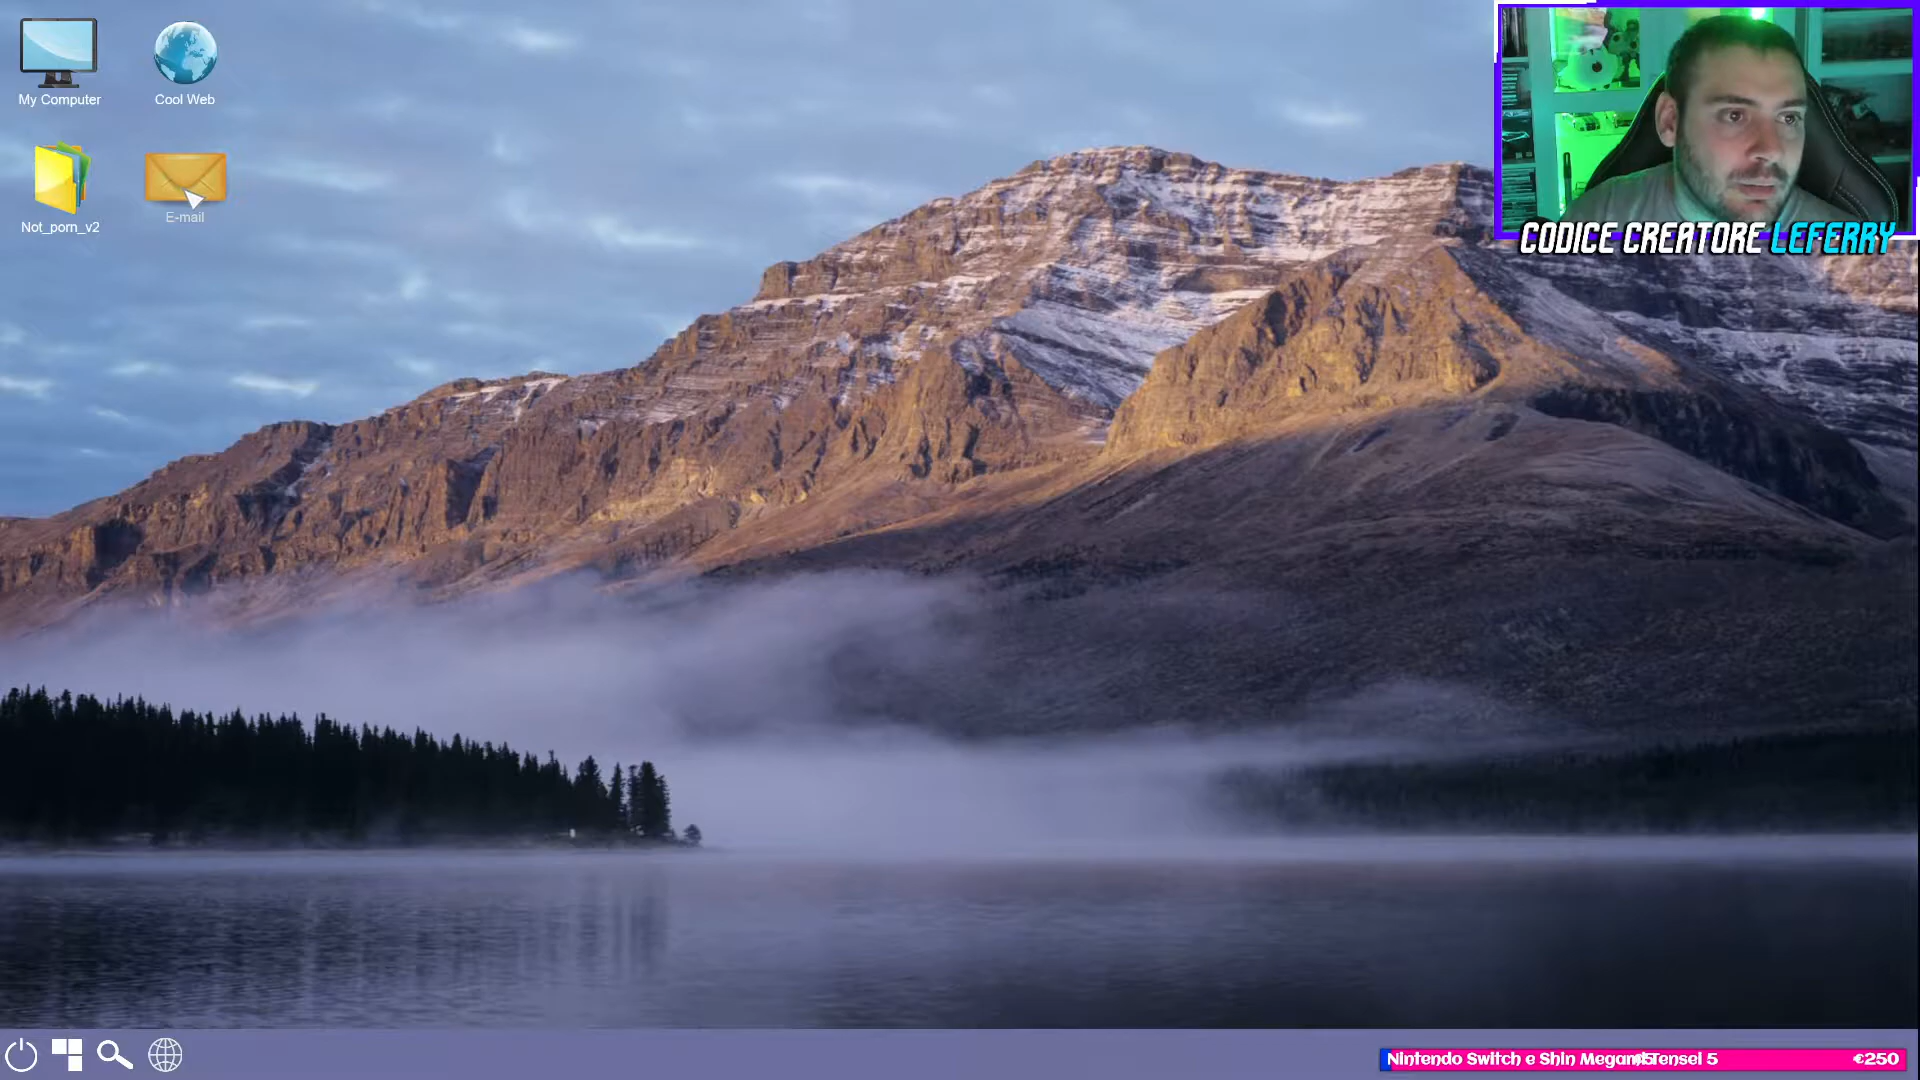 My Computer
Cool Web
Not_porn_v2
E-mail
CODICE CREATORE LEFERRY
Nintendo Switch e Shin Megami Tensei 5
€250